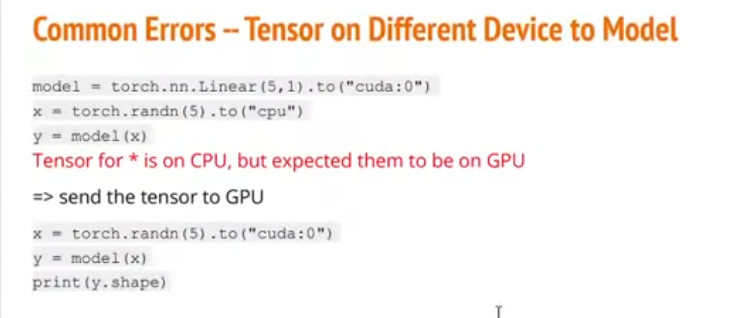 Common Errors -- Tensor on Different Device to Model
model = torch.nn.Linear(5,1).to("cuda:0")
x = torch.randn(5).to("cpu")
y = model(x)
Tensor for * is on CPU, but expected them to be on GPU
=> send the tensor to GPU
x = torch.randn(5).to("cuda:0")
y = model(x)
print(y.shape)